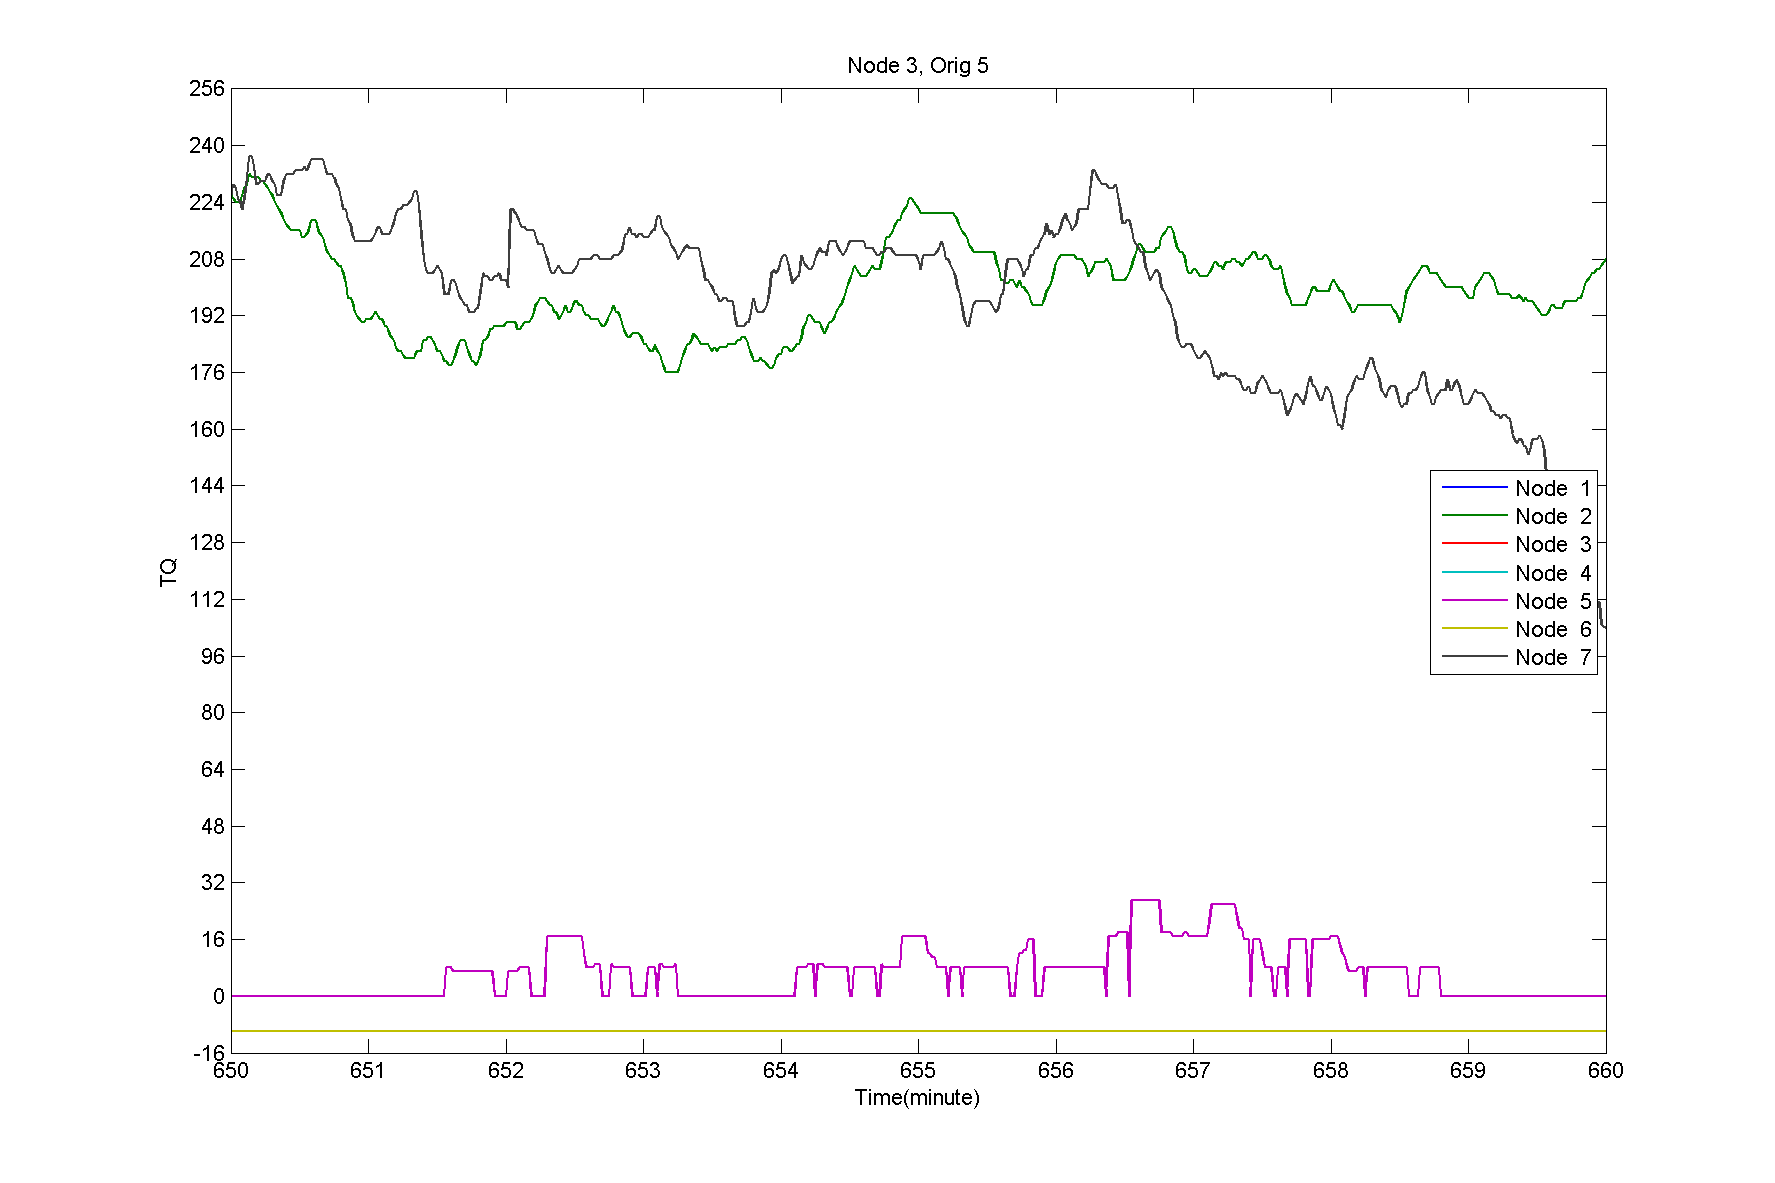 Node 3, Orig 5
256
240
224
208
192
176
160
144
128
112
96
80
64
48
32
16
0
-16
TQ
Node 1
Node 2
Node 3
Node 4
Node 5
Node 6
Node 7
650 651 652 653 654 655 656 657 658 659 660
Time(minute)